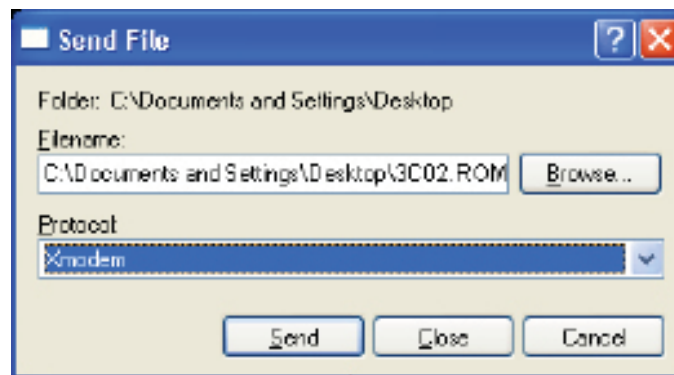 Send File
Folder: C:\Documents and Settings\Desktop
Filename:
C:\Documents and Settings\Desktop\3C02.ROM
Browse...
Protocol:
Xmodem
Send Close Cancel